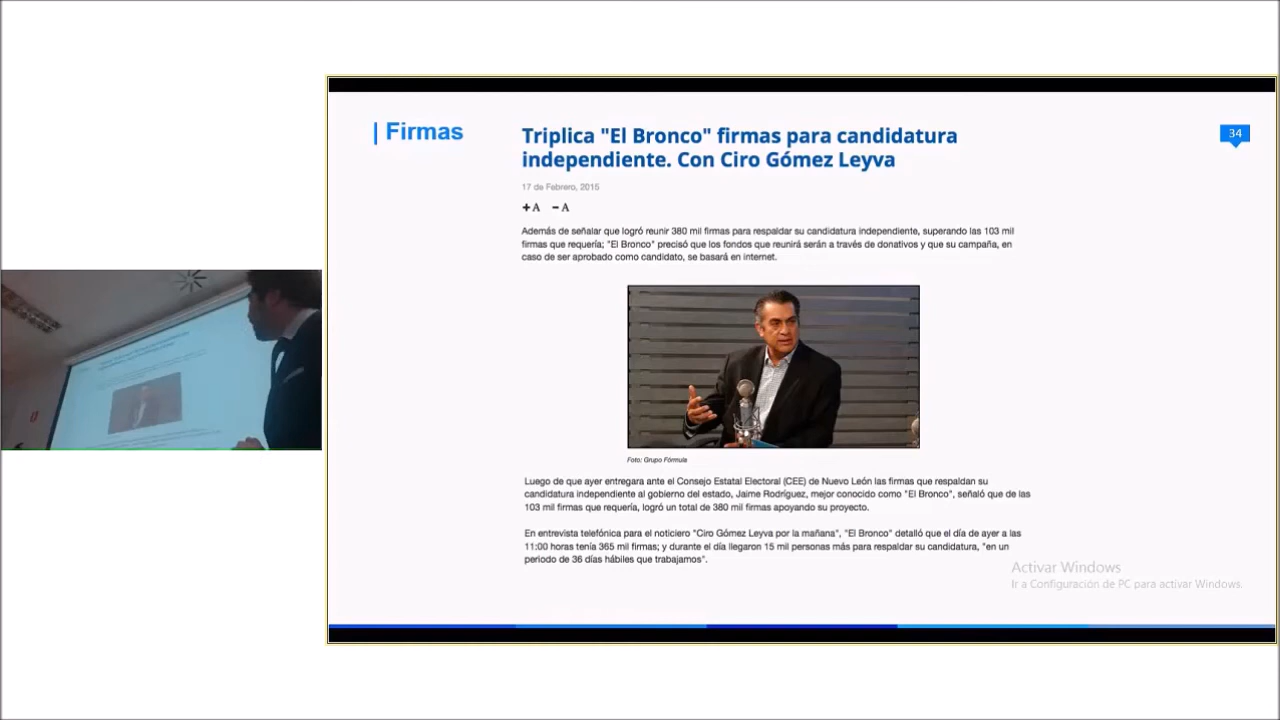 | Firmas
Triplica "El Bronco" firmas para candidatura
independiente. Con Ciro Gómez Leyva
34
17 de Febrero, 2015
+A −A
Además de señalar que logró reunir 380 mil firmas para respaldar su candidatura independiente, superando las 103 mil
firmas que requería; "El Bronco" precisó que los fondos que reunirá serán a través de donativos y que su campaña, en
caso de ser aprobado como candidato, se basará en internet.
Foto: Grupo Fórmula
Luego de que ayer entregara ante el Consejo Estatal Electoral (CEE) de Nuevo León las firmas que respaldan su
candidatura independiente al gobierno del estado, Jaime Rodríguez, mejor conocido como "El Bronco", señaló que de las
103 mil firmas que requería, logró un total de 380 mil firmas apoyando su proyecto.
En entrevista telefónica para el noticiero "Ciro Gómez Leyva por la mañana", "El Bronco" detalló que el día de ayer a las
11:00 horas tenía 365 mil firmas; y durante el día llegaron 15 mil personas más para respaldar su candidatura, "en un
periodo de 36 días hábiles que trabajamos".
Activar Windows
Ir a Configuración de PC para activar Windows.